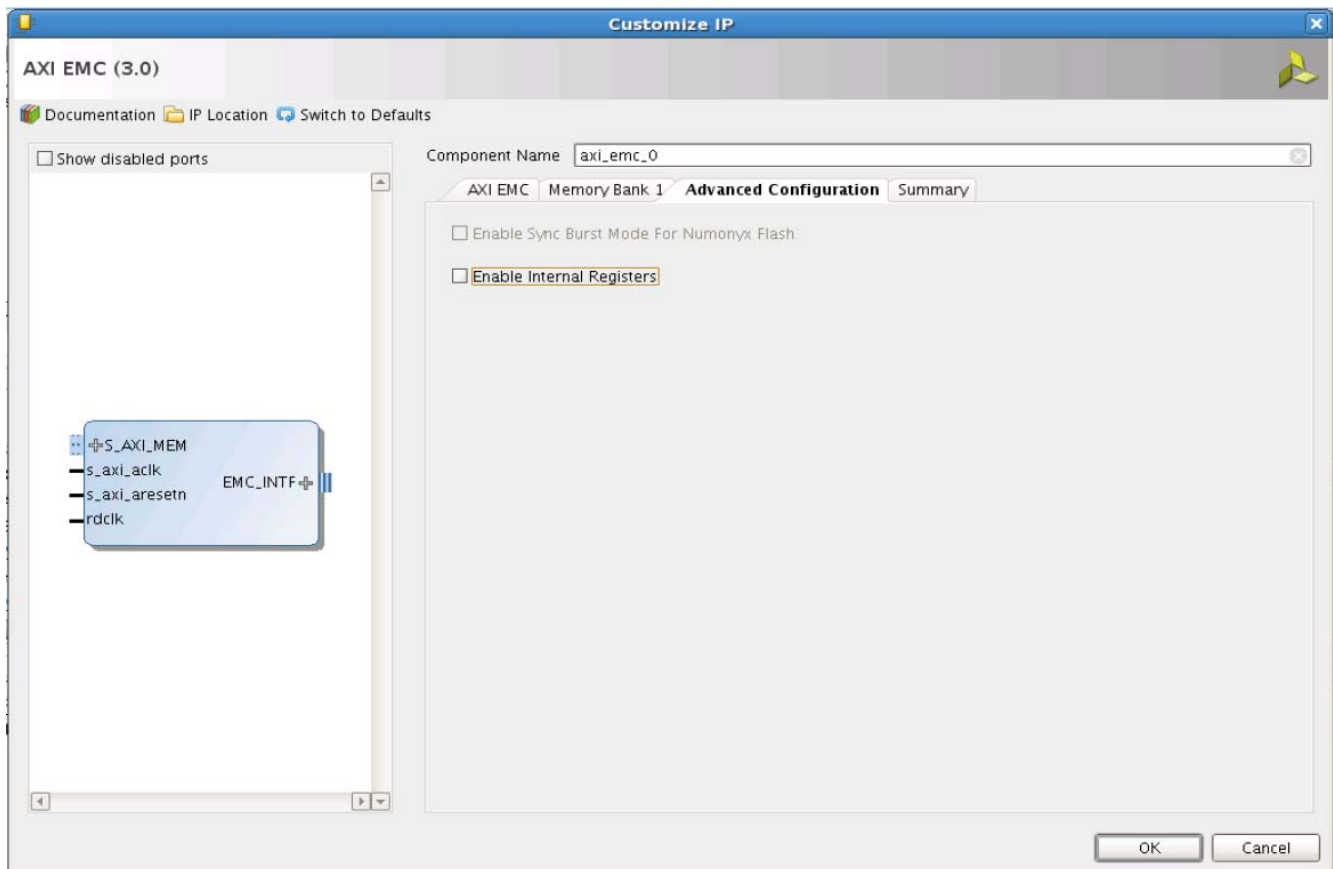 Customize IP
AXI EMC (3.0)
Documentation IP Location Switch to Defaults
Show disabled ports
Component Name axi_emc_0
AXI EMC Memory Bank 1 Advanced Configuration Summary
Enable Sync Burst Mode For Numonyx Flash
Enable Internal Registers
S_AXI_MEM
s_axi_aclk
EMC_INTF
s_axi_aresetn
rdclk
OK Cancel